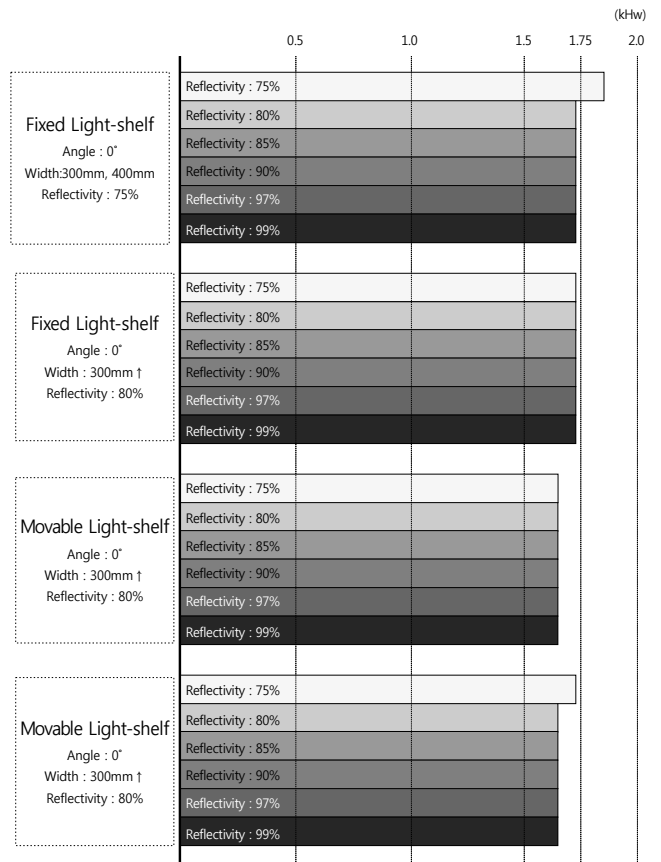 (kHw)
0.5 1.0 1.5 1.75 2.0
Fixed Light-shelf
Angle : 0˚
Width:300mm, 400mm
Reflectivity : 75%
Reflectivity : 75%
Reflectivity : 80%
Reflectivity : 85%
Reflectivity : 90%
Reflectivity : 97%
Reflectivity : 99%
Fixed Light-shelf
Angle : 0˚
Width : 300mm ↑
Reflectivity : 80%
Reflectivity : 75%
Reflectivity : 80%
Reflectivity : 85%
Reflectivity : 90%
Reflectivity : 97%
Reflectivity : 99%
Movable Light-shelf
Angle : 0˚
Width : 300mm ↑
Reflectivity : 80%
Reflectivity : 75%
Reflectivity : 80%
Reflectivity : 85%
Reflectivity : 90%
Reflectivity : 97%
Reflectivity : 99%
Movable Light-shelf
Angle : 0˚
Width : 300mm ↑
Reflectivity : 80%
Reflectivity : 75%
Reflectivity : 80%
Reflectivity : 85%
Reflectivity : 90%
Reflectivity : 97%
Reflectivity : 99%